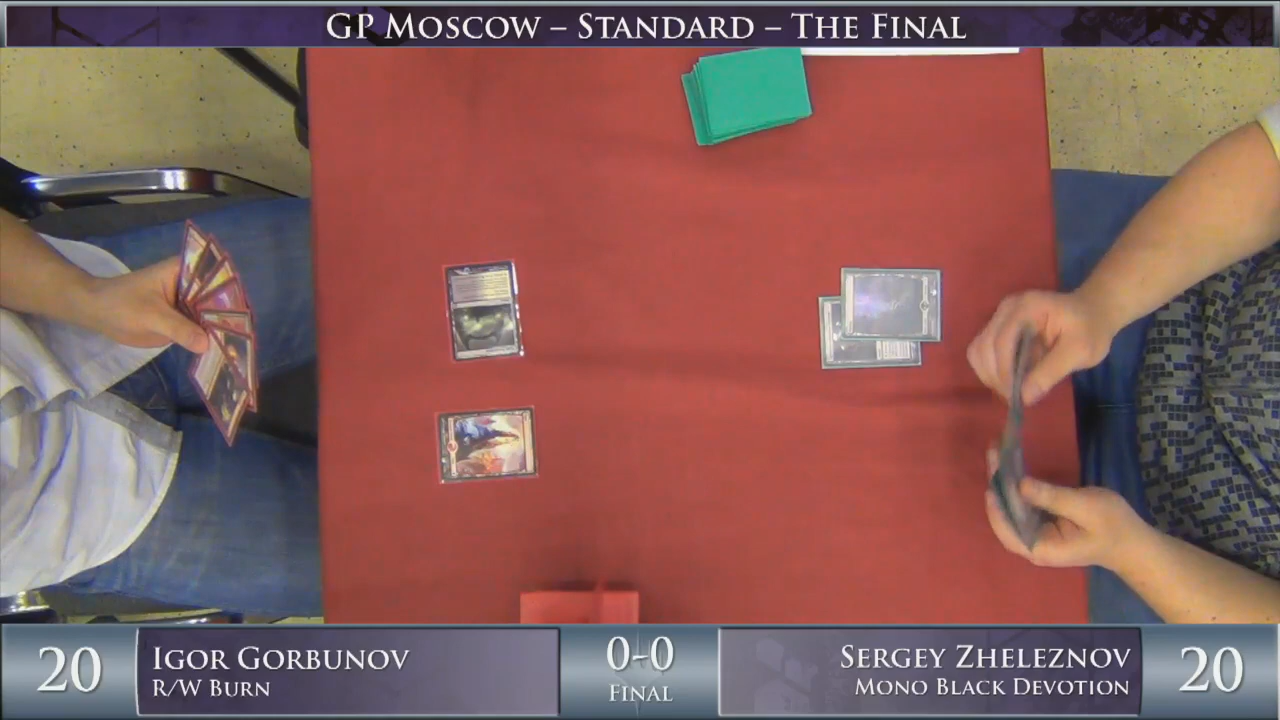 GP Moscow – Standard – The Final
20
Igor Gorbunov
R/W Burn
0-0
Final
Sergey Zheleznov
Mono Black Devotion
20